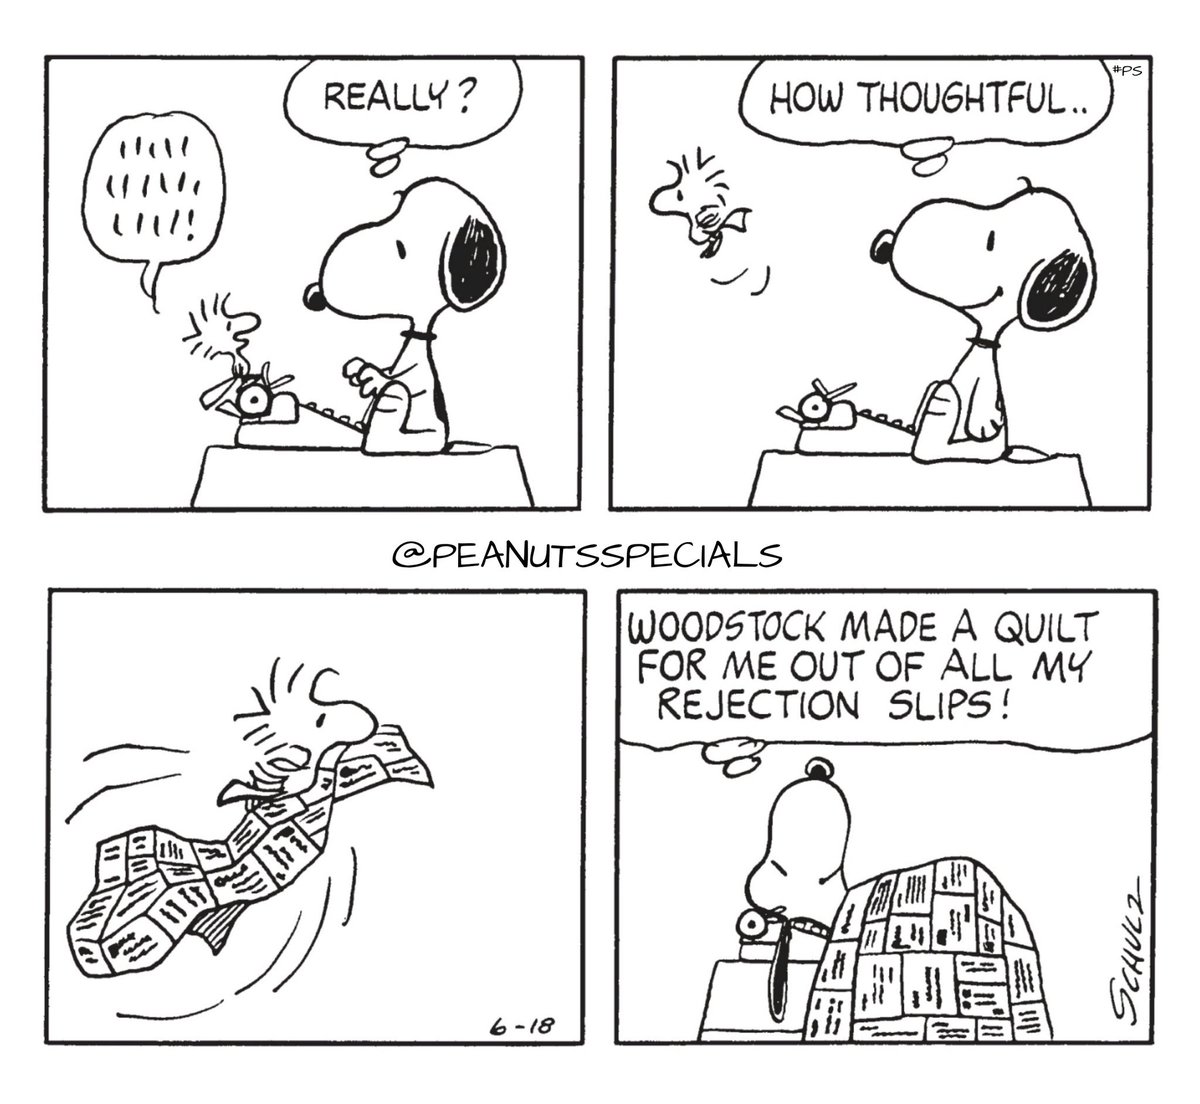 REALLY?
HOW THOUGHTFUL..
#PS
@PEANUTSSPECIALS
6-18
WOODSTOCK MADE A QUILT
FOR ME OUT OF ALL MY
REJECTION SLIPS!
SCHULZ